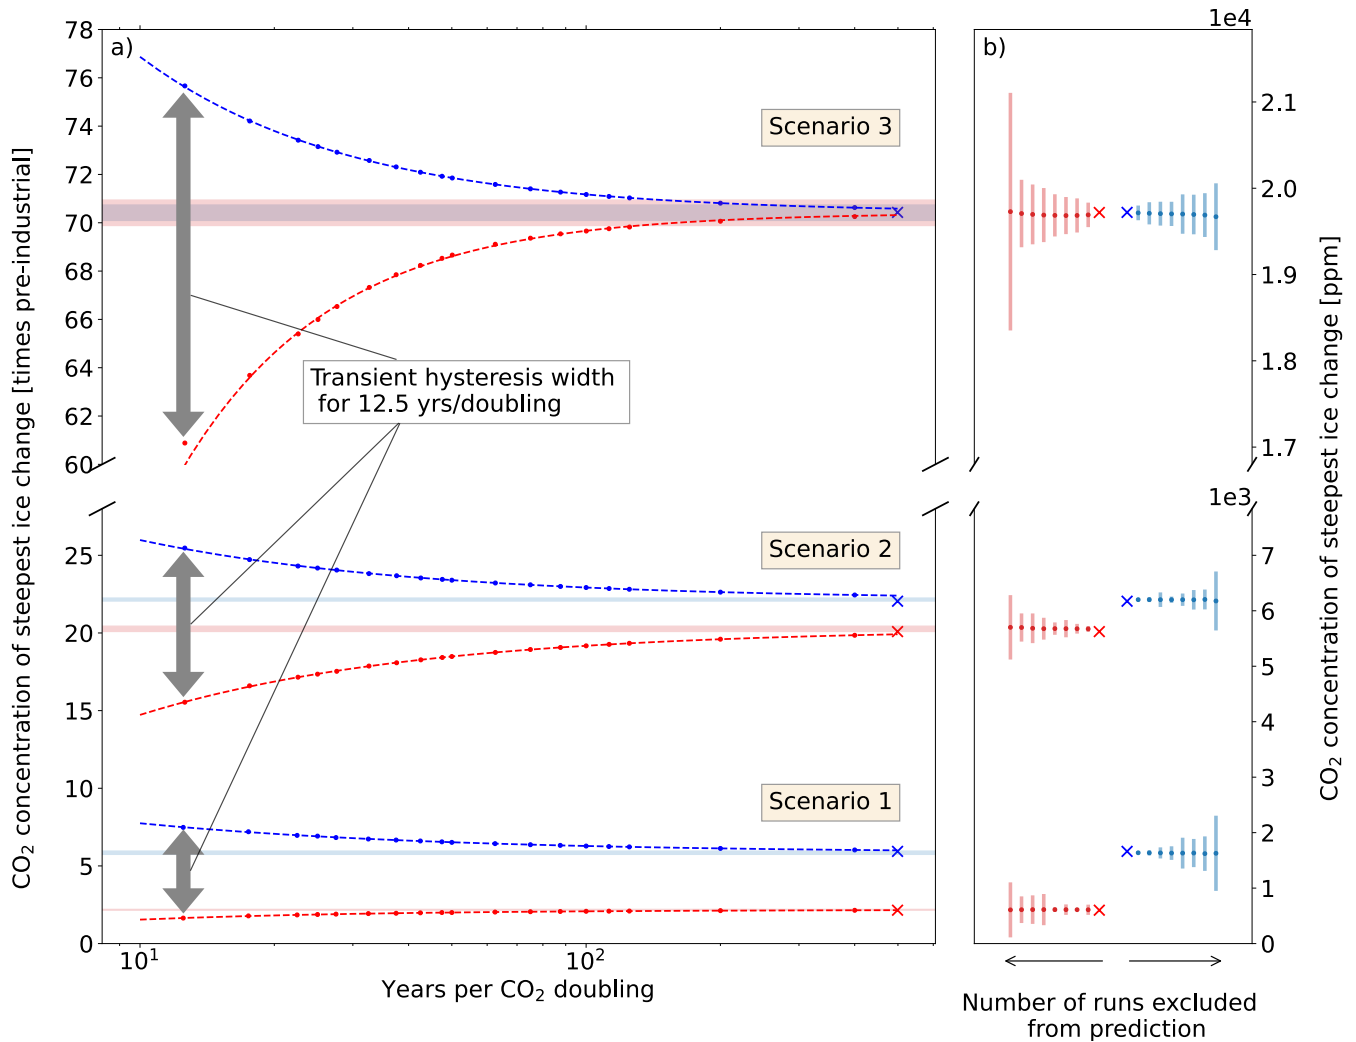 1e4
78
a)
b)
76
2.1
74
Scenario 3
72
2.0
70
68
1.9
66
64
1.8
Transient hysteresis width
for 12.5 yrs/doubling
62
1.7
60
1e3
25
Scenario 2
7
6
20
5
15
4
3
10
Scenario 1
2
5
1
0
0
10¹
10²
Years per CO₂ doubling
Number of runs excluded
from prediction
CO₂ concentration of steepest ice change [times pre-industrial]
CO₂ concentration of steepest ice change [ppm]